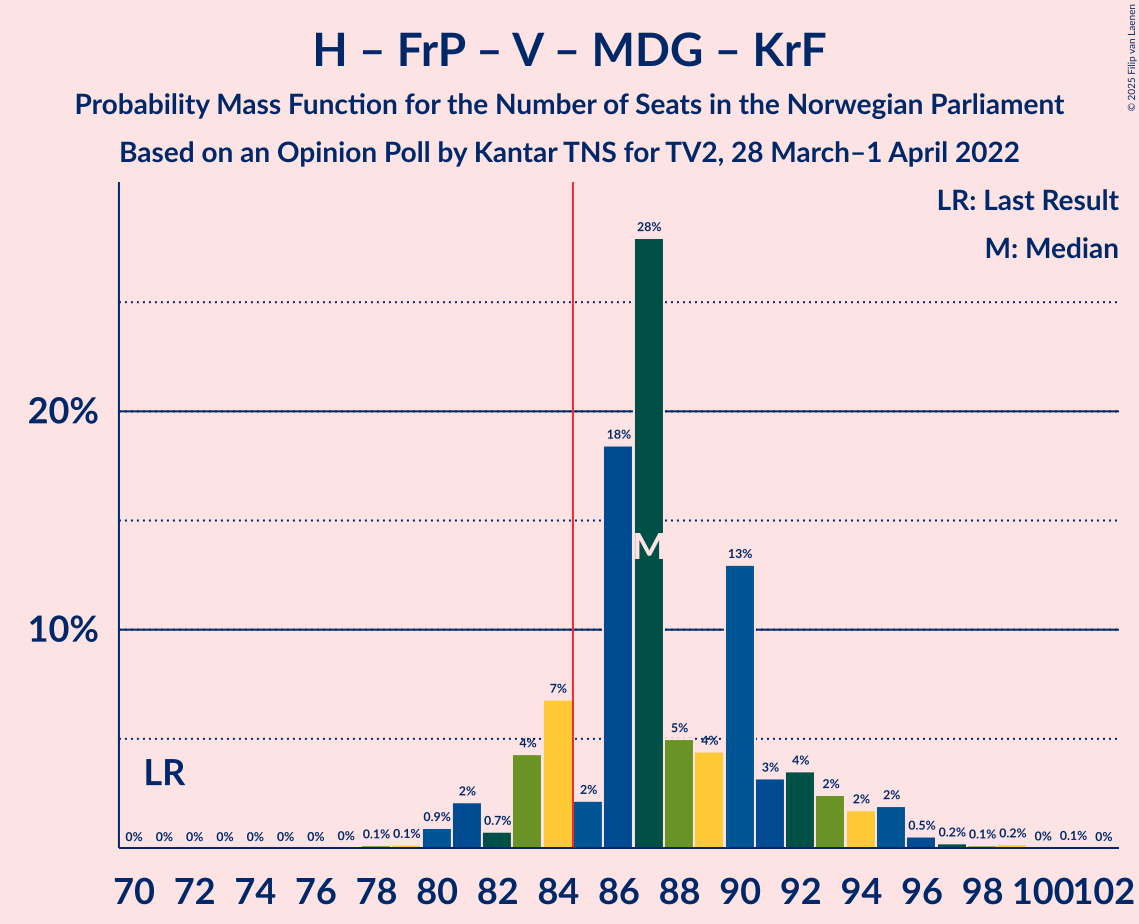 H – FrP – V – MDG – KrF
Probability Mass Function for the Number of Seats in the Norwegian Parliament
Based on an Opinion Poll by Kantar TNS for TV2, 28 March–1 April 2022
© 2025 Filip van Laenen
LR: Last Result
M: Median
20%
10%
LR
M
0% 0% 0% 0% 0% 0% 0% 0% 0.1% 0.1% 0.9% 2% 0.7% 4% 7% 2% 18% 28% 5% 4% 13% 3% 4% 2% 2% 2% 0.5% 0.2% 0.1% 0.2% 0% 0.1% 0%
70 72 74 76 78 80 82 84 86 88 90 92 94 96 98 100 102